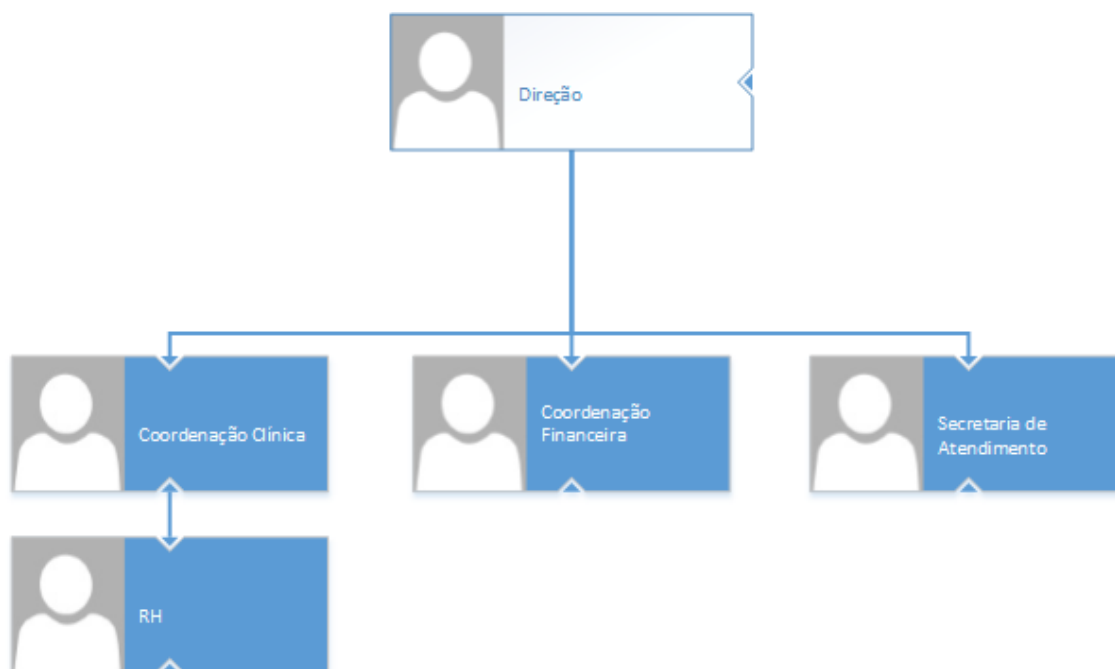 Direção
Coordenação Clínica
Coordenação
Financeira
Secretaria de
Atendimento
RH